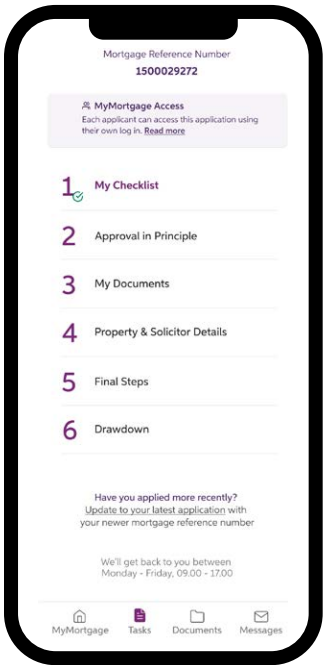 Mortgage Reference Number
1500029272
MyMortgage Access
Each applicant can access this application using
their own log in. Read more
1 My Checklist
2 Approval in Principle
3 My Documents
4 Property & Solicitor Details
5 Final Steps
6 Drawdown
Have you applied more recently?
Update to your latest application with
your newer mortgage reference number
We'll get back to you between
Monday - Friday, 09.00 - 17.00
MyMortgage Tasks Documents Messages